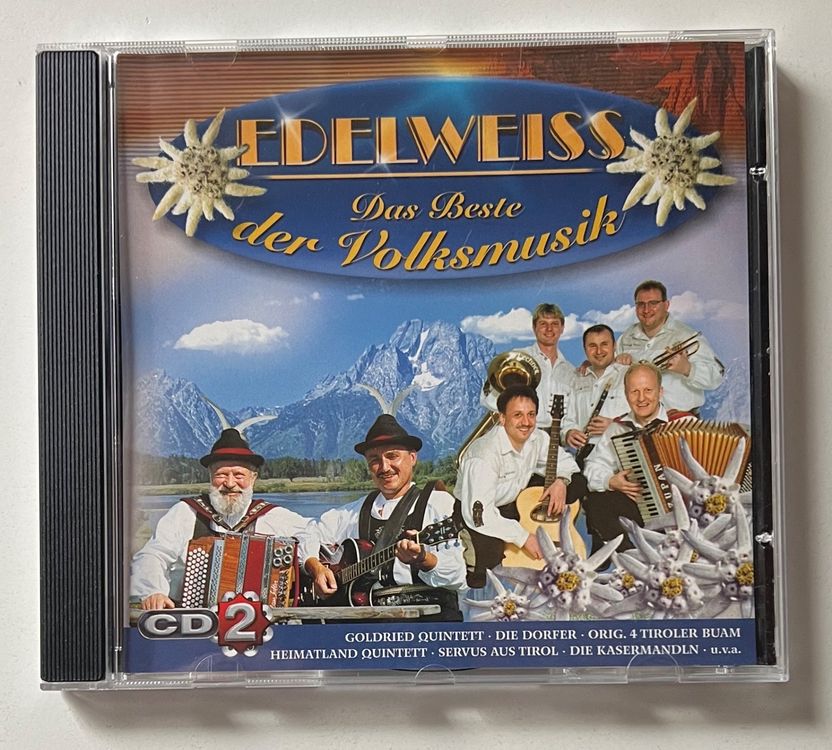 EDELWEISS
Das Beste
der Volksmusik
ZUPAN
CD 2
GOLDRIED QUINTETT · DIE DORFER · ORIG. 4 TIROLER BUAM
HEIMATLAND QUINTETT · SERVUS AUS TIROL · DIE KASERMANDLN · u.v.a.